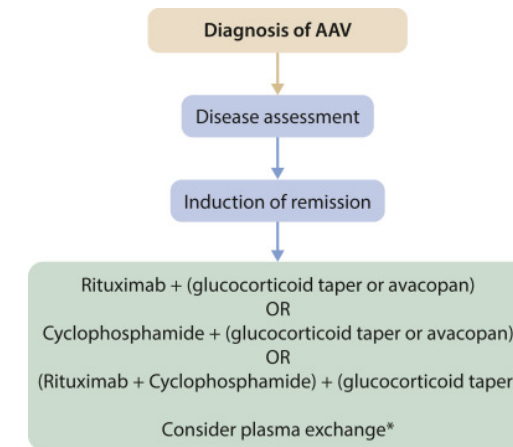 Diagnosis of AAV
Disease assessment
Induction of remission
Rituximab + (glucocorticoid taper or avacopan)
OR
Cyclophosphamide + (glucocorticoid taper or avacopan)
OR
(Rituximab + Cyclophosphamide) + (glucocorticoid taper
Consider plasma exchange*